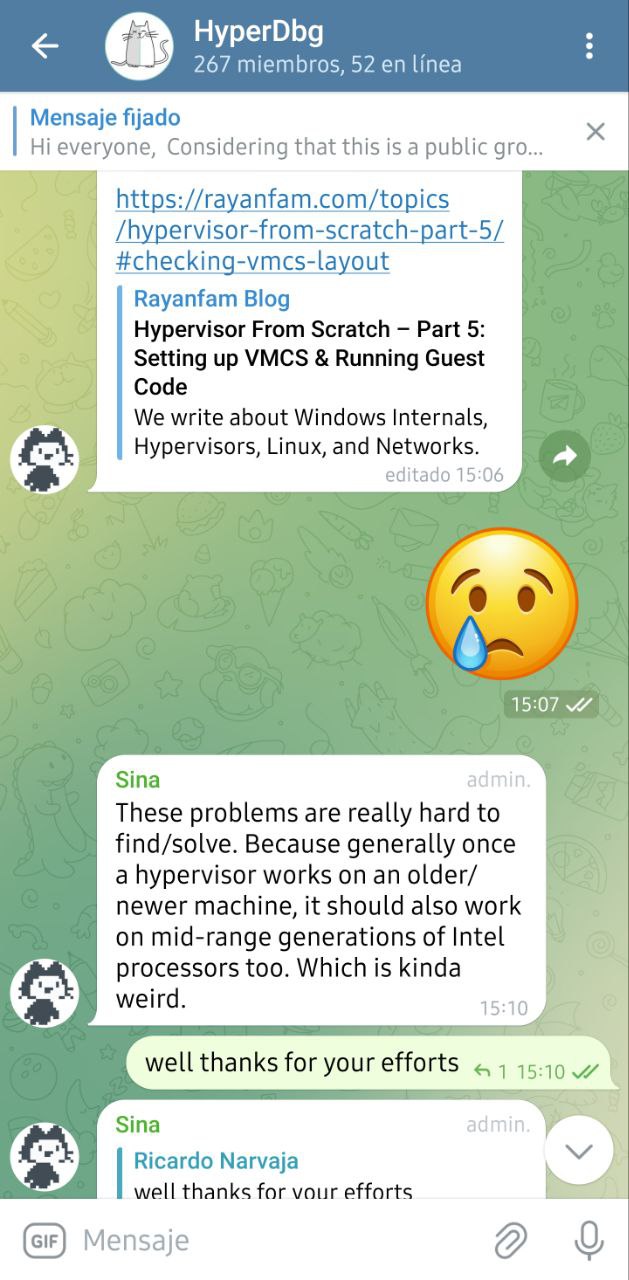 HyperDbg
267 miembros, 52 en línea
Mensaje fijado
Hi everyone,  Considering that this is a public gro...
https://rayanfam.com/topics
/hypervisor-from-scratch-part-5/
#checking-vmcs-layout
Rayanfam Blog
Hypervisor From Scratch – Part 5:
Setting up VMCS & Running Guest
Code
We write about Windows Internals,
Hypervisors, Linux, and Networks.
editado 15:06
15:07
Sina admin.
These problems are really hard to
find/solve. Because generally once
a hypervisor works on an older/
newer machine, it should also work
on mid-range generations of Intel
processors too. Which is kinda
weird.
15:10
well thanks for your efforts 1 15:10
Sina admin.
Ricardo Narvaja
well thanks for your efforts
GIF Mensaje